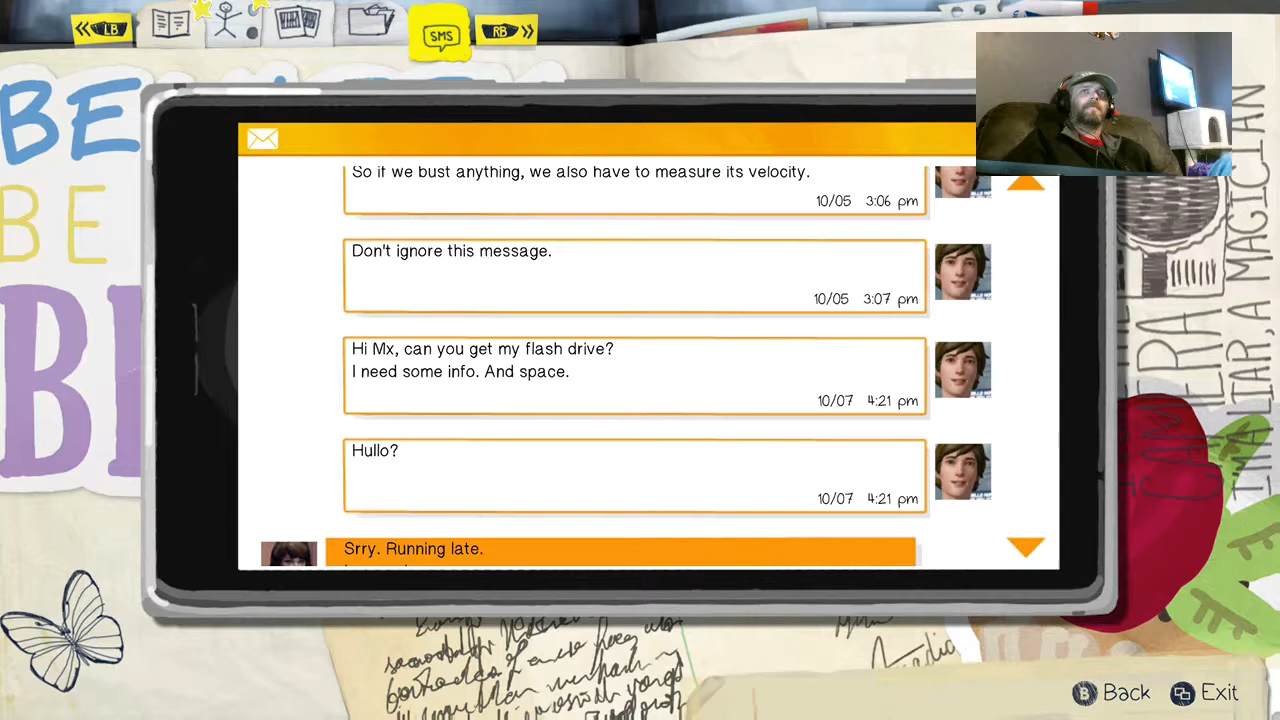 LB
SMS
RB
So if we bust anything, we also have to measure its velocity.
10/05 3:06 pm
Don't ignore this message.
10/05 3:07 pm
Hi Mx, can you get my flash drive?
I need some info. And space.
10/07 4:21 pm
Hullo?
10/07 4:21 pm
Srry. Running late.
BE
BE
I'M A LIAR, A MAGICIAN
B Back
Exit